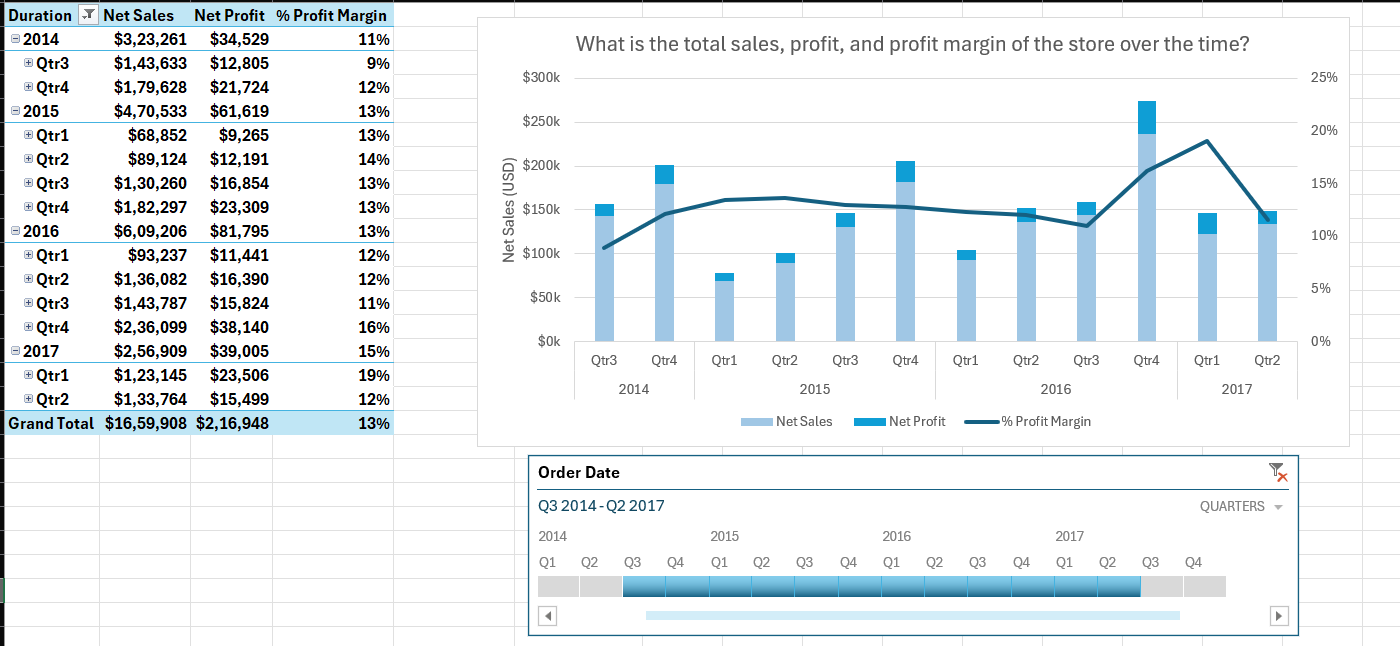 Duration Net Sales Net Profit % Profit Margin
2014 $3,23,261 $34,529 11%
Qtr3 $1,43,633 $12,805 9%
Qtr4 $1,79,628 $21,724 12%
2015 $4,70,533 $61,619 13%
Qtr1 $68,852 $9,265 13%
Qtr2 $89,124 $12,191 14%
Qtr3 $1,30,260 $16,854 13%
Qtr4 $1,82,297 $23,309 13%
2016 $6,09,206 $81,795 13%
Qtr1 $93,237 $11,441 12%
Qtr2 $1,36,082 $16,390 12%
Qtr3 $1,43,787 $15,824 11%
Qtr4 $2,36,099 $38,140 16%
2017 $2,56,909 $39,005 15%
Qtr1 $1,23,145 $23,506 19%
Qtr2 $1,33,764 $15,499 12%
Grand Total $16,59,908 $2,16,948 13%
What is the total sales, profit, and profit margin of the store over the time?
Net Sales (USD)
$300k
$250k
$200k
$150k
$100k
$50k
$0k
25%
20%
15%
10%
5%
0%
Qtr3 Qtr4 Qtr1 Qtr2 Qtr3 Qtr4 Qtr1 Qtr2 Qtr3 Qtr4 Qtr1 Qtr2
2014 2015 2016 2017
Net Sales Net Profit % Profit Margin
Order Date
Q3 2014 - Q2 2017 QUARTERS
2014 2015 2016 2017
Q1 Q2 Q3 Q4 Q1 Q2 Q3 Q4 Q1 Q2 Q3 Q4 Q1 Q2 Q3 Q4